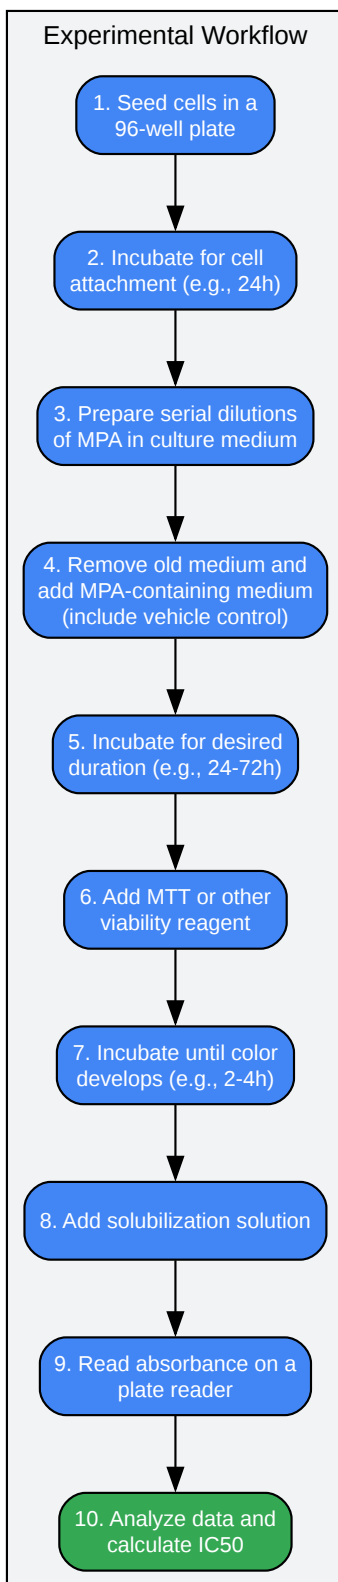 Experimental Workflow
1. Seed cells in a
96-well plate
2. Incubate for cell
attachment (e.g., 24h)
3. Prepare serial dilutions
of MPA in culture medium
4. Remove old medium and
add MPA-containing medium
(include vehicle control)
5. Incubate for desired
duration (e.g., 24-72h)
6. Add MTT or other
viability reagent
7. Incubate until color
develops (e.g., 2-4h)
8. Add solubilization solution
9. Read absorbance on a
plate reader
10. Analyze data and
calculate IC50